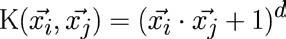 K(\vec{x_i}, \vec{x_j}) = (\vec{x_i} \cdot \vec{x_j} + 1)^d